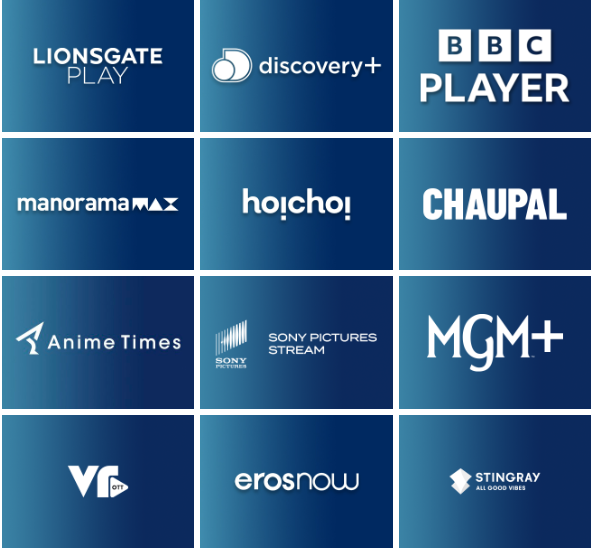 LIONSGATE
PLAY
discovery+
BBC
PLAYER
manoramaMAX
hoichoi
CHAUPAL
Anime Times
SONY
PICTURES
SONY PICTURES
STREAM
MGM+
VR
OTT
erosnow
STINGRAY
ALL GOOD VIBES